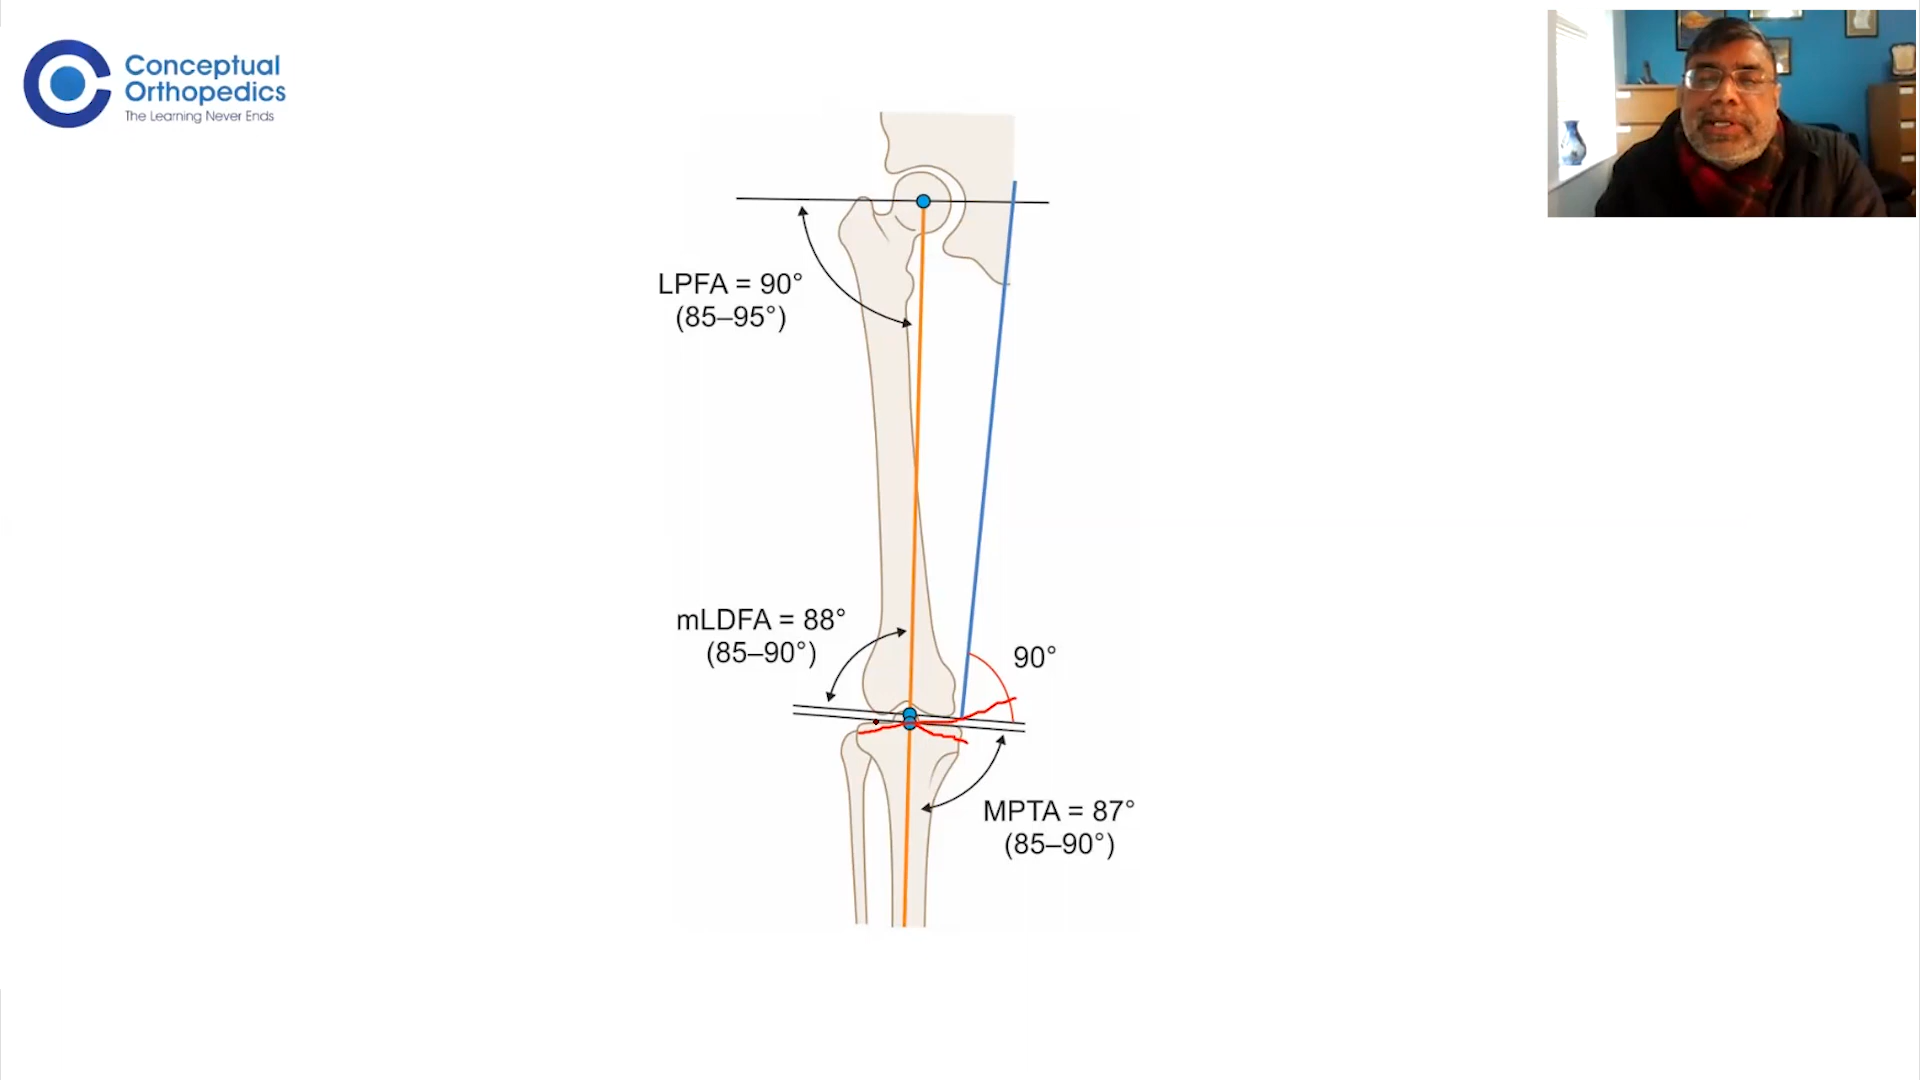 Conceptual
Orthopedics
The Learning Never Ends
LPFA = 90°
(85–95°)
mLDFA = 88°
(85–90°)
90°
MPTA = 87°
(85–90°)